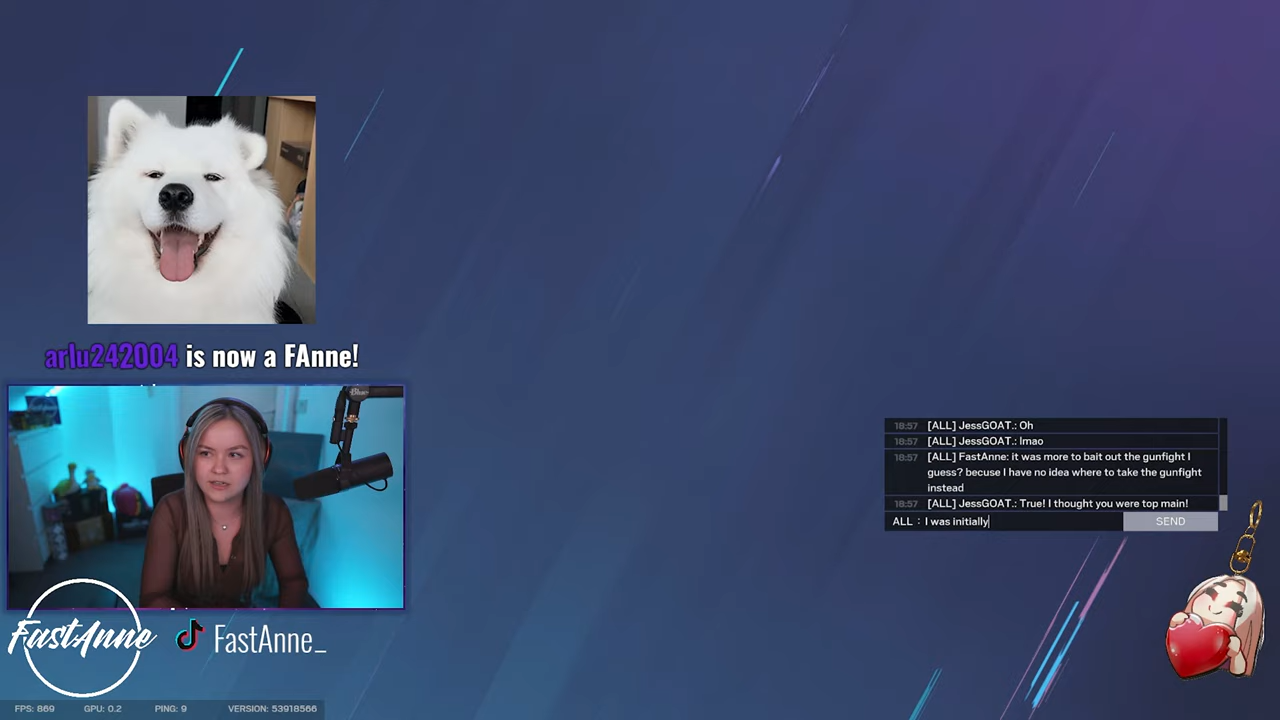 arlu242004 is now a FAnne!
Blue
FastAnne
FastAnne_
18:57 [ALL] JessGOAT.: Oh
18:57 [ALL] JessGOAT.: lmao
18:57 [ALL] FastAnne: it was more to bait out the gunfight I
guess? becuse I have no idea where to take the gunfight
instead
18:57 [ALL] JessGOAT.: True! I thought you were top main!
ALL : I was initially
SEND
FPS: 869 GPU: 0.2 PING: 9 VERSION: 53918566